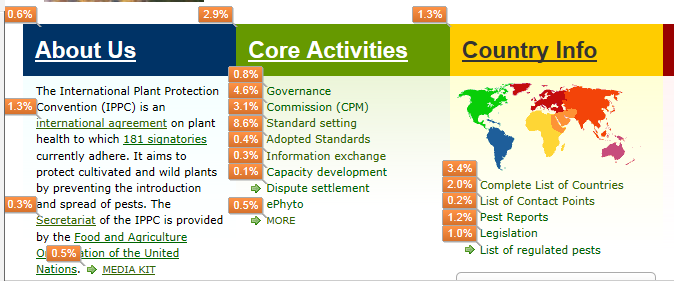 0.6%
2.9%
1.3%
About Us
Core Activities
Country Info
The International Plant Protection
1.3% Convention (IPPC) is an
international agreement on plant
health to which 181 signatories
currently adhere. It aims to
protect cultivated and wild plants
by preventing the introduction
0.3% and spread of pests. The
Secretariat of the IPPC is provided
by the Food and Agriculture
0.5% ation of the United
Nations. MEDIA KIT
0.8%
4.6% Governance
3.1% Commission (CPM)
8.6% Standard setting
0.4% Adopted Standards
0.3% Information exchange
0.1% Capacity development
Dispute settlement
0.5% ePhyto
MORE
3.4%
2.0% Complete List of Countries
0.2% List of Contact Points
1.2% Pest Reports
1.0% Legislation
List of regulated pests